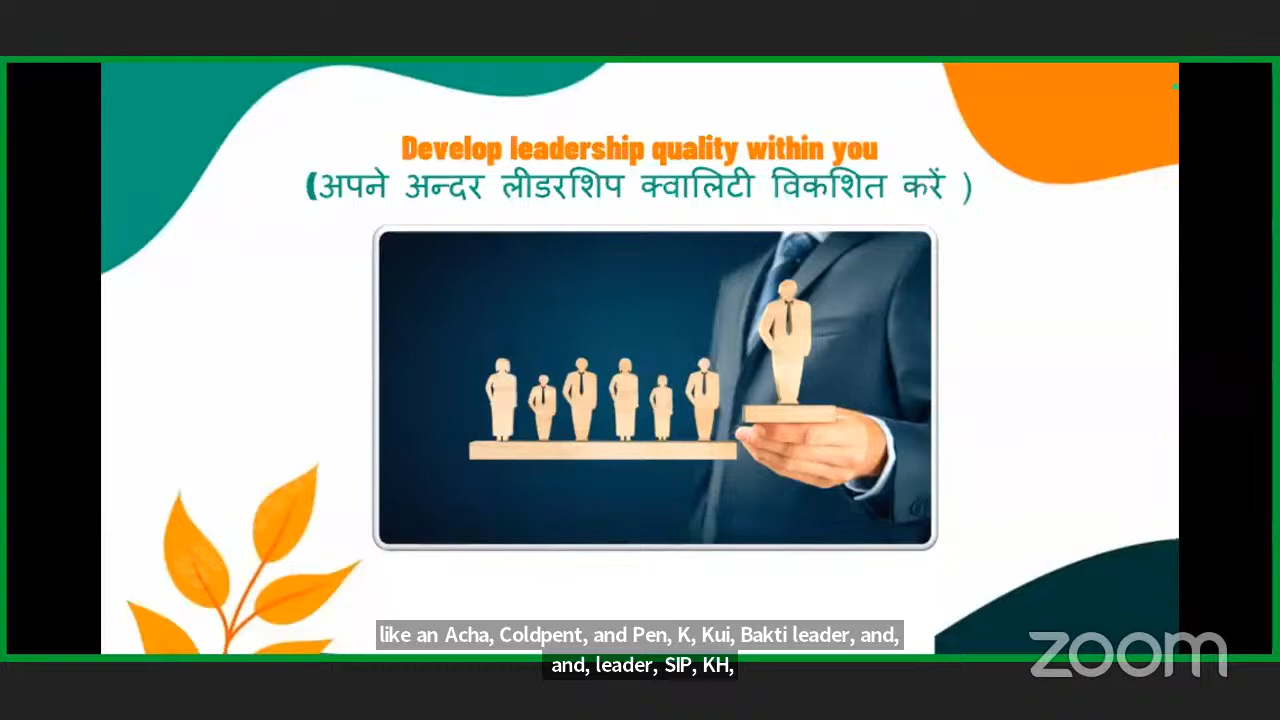 Develop leadership quality within you
(अपने अन्दर लीडरशिप क्वालिटी विकशित करें )
like an Acha, Coldpent, and Pen, K, Kui, Bakti leader, and,
and, leader, SIP, KH,
zoom